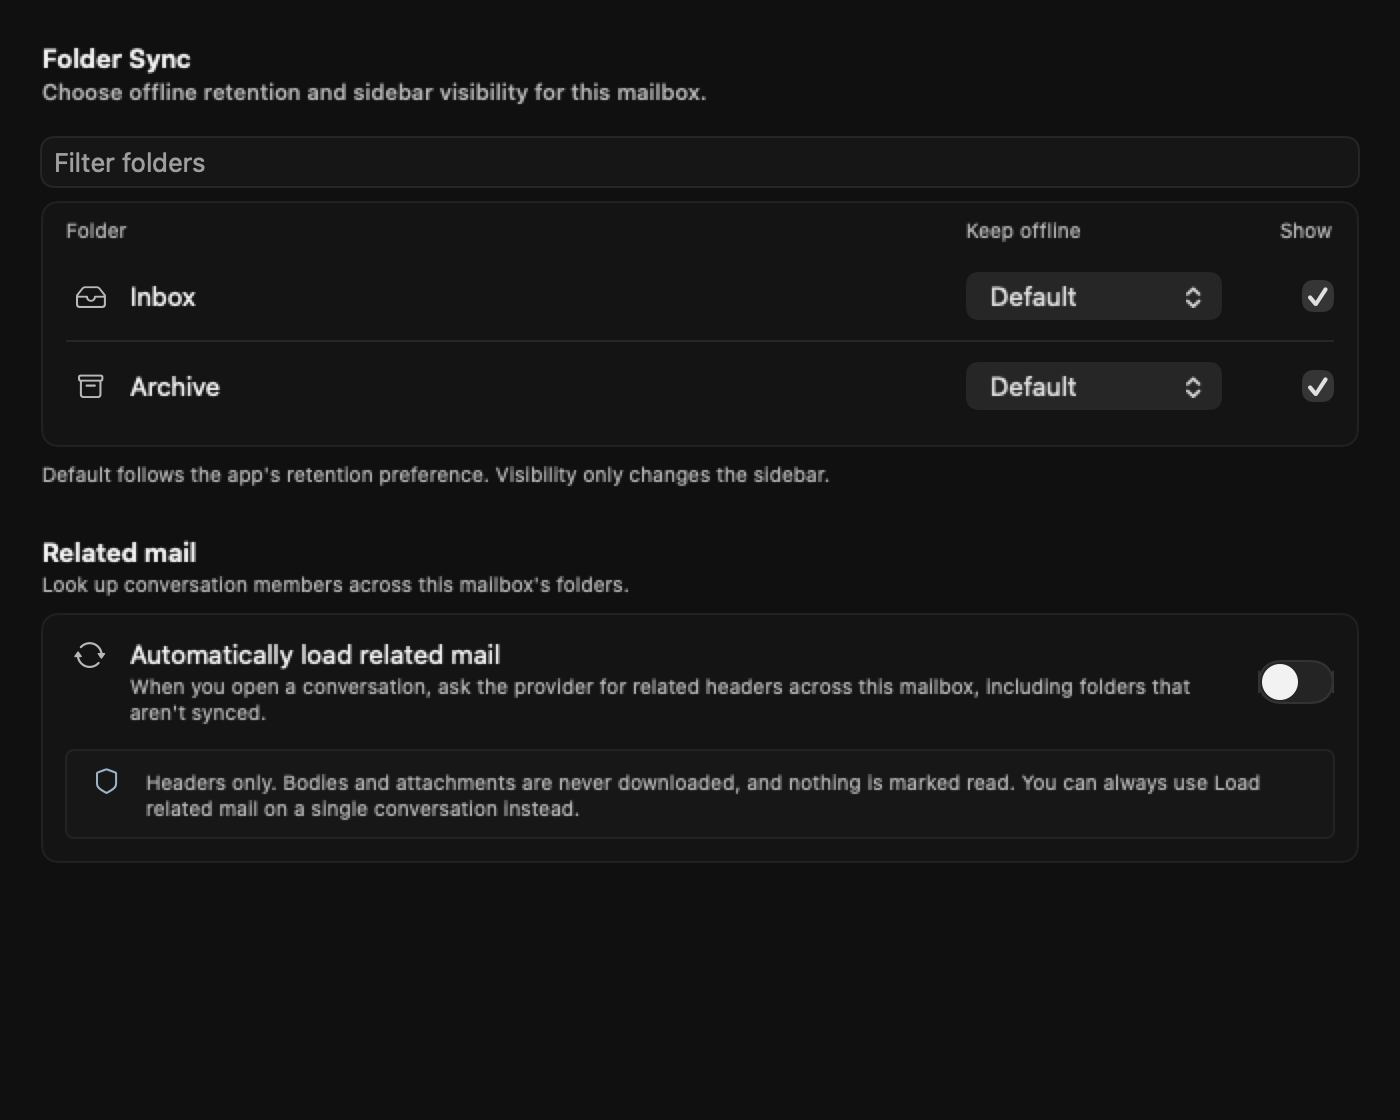 Folder Sync
Choose offline retention and sidebar visibility for this mailbox.
Filter folders
Folder Keep offline Show
Inbox Default
Archive Default
Default follows the app's retention preference. Visibility only changes the sidebar.
Related mail
Look up conversation members across this mailbox's folders.
Automatically load related mail
When you open a conversation, ask the provider for related headers across this mailbox, including folders that
aren't synced.
Headers only. Bodies and attachments are never downloaded, and nothing is marked read. You can always use Load
related mail on a single conversation instead.